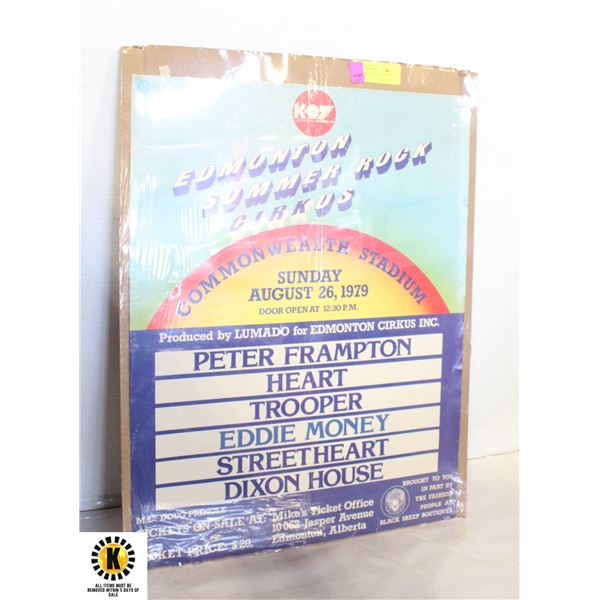 K-97
EDMONTON
SUMMER ROCK
CIRKUS
COMMONWEALTH STADIUM
SUNDAY
AUGUST 26, 1979
DOOR OPEN AT 12:30 P.M.
Produced by LUMADO for EDMONTON CIRKUS INC.
PETER FRAMPTON
HEART
TROOPER
EDDIE MONEY
STREETHEART
DIXON HOUSE
M.C. DOUG PRINGLE
TICKETS ON SALE AT:
TICKET PRICE: $20.
Mike's Ticket Office
10062 Jasper Avenue
Edmonton, Alberta
BROUGHT TO YOU
IN PART BY
THE FASHION
PEOPLE AT
BLACK SHEEP BOUTIQUES
K
ALL ITEMS MUST BE
REMOVED WITHIN 5 DAYS OF
SALE